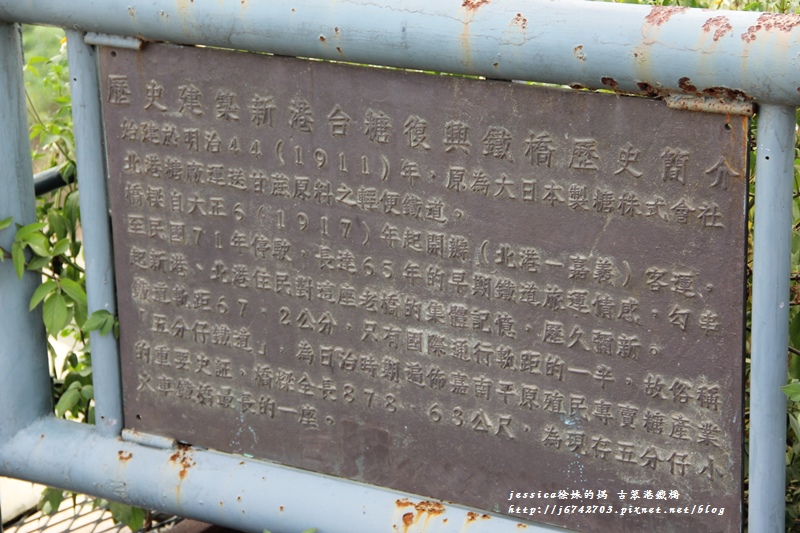 歷史建築新港台糖復興鐵橋歷史簡介
始建於明治44(1911)年，原為大日本製糖株式會社
北港糖廠運送甘蔗原料之輕便鐵道。
橋樑自大正6(1917)年起開辦(北港—嘉義)客運，
至民國71年停駛，長達65年的早期鐵道旅運情感，勾串
起新港、北港住民對這座老橋的集體記憶，歷久彌新。
鐵道軌距67．2公分，只有國際通行軌距的一半，故俗稱
「五分仔鐵道」，為日治時期遍佈嘉南平原殖民專賣糖產業
的重要史証，橋樑全長878．63公尺，為現存五分仔小
火車鐵橋最長的一座。
jessica徐妹的媽 古笨港鐵橋
http://j6742703.pixnet.net/blog